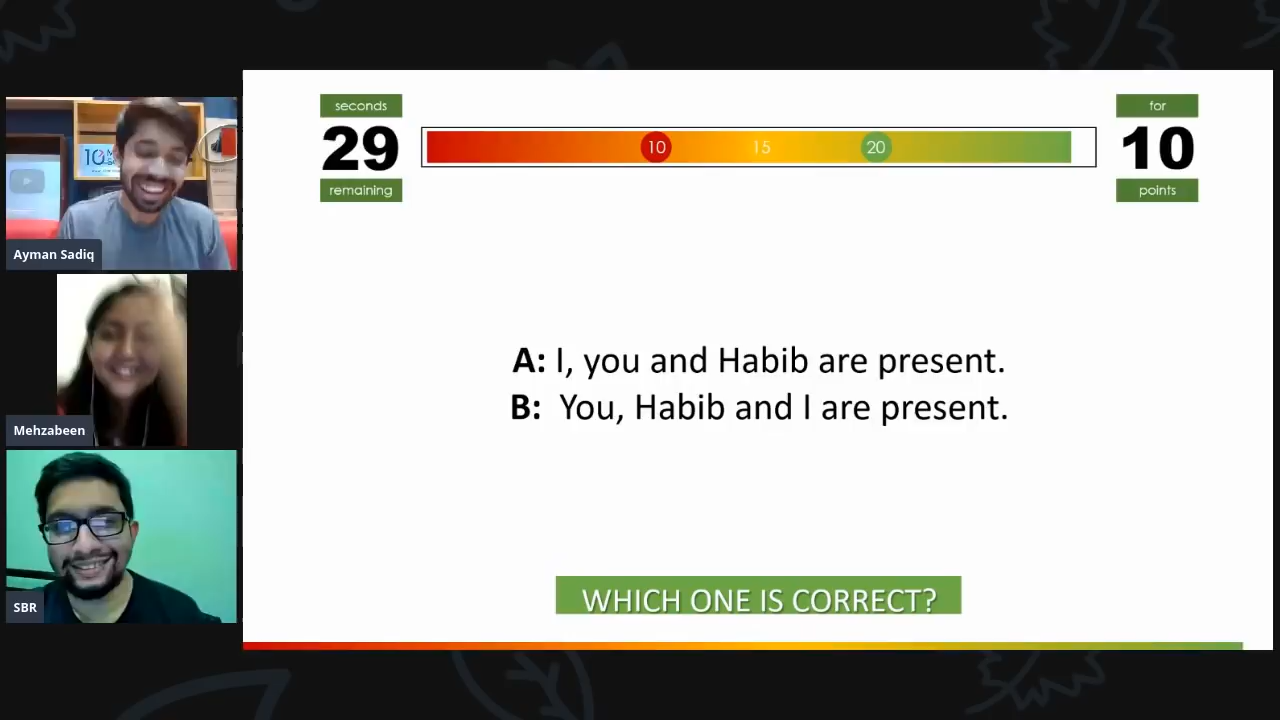 seconds
29
remaining
10
15
20
for
10
points
A: I, you and Habib are present.
B: You, Habib and I are present.
WHICH ONE IS CORRECT?
10
Ayman Sadiq
Mehzabeen
SBR